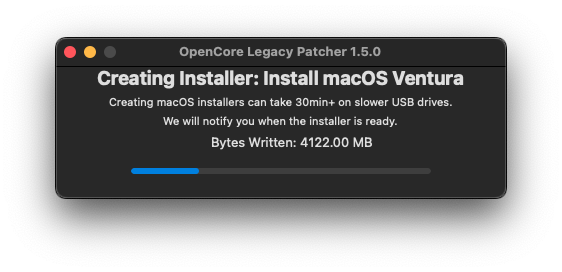 OpenCore Legacy Patcher 1.5.0
Creating Installer: Install macOS Ventura
Creating macOS installers can take 30min+ on slower USB drives.
We will notify you when the installer is ready.
Bytes Written: 4122.00 MB